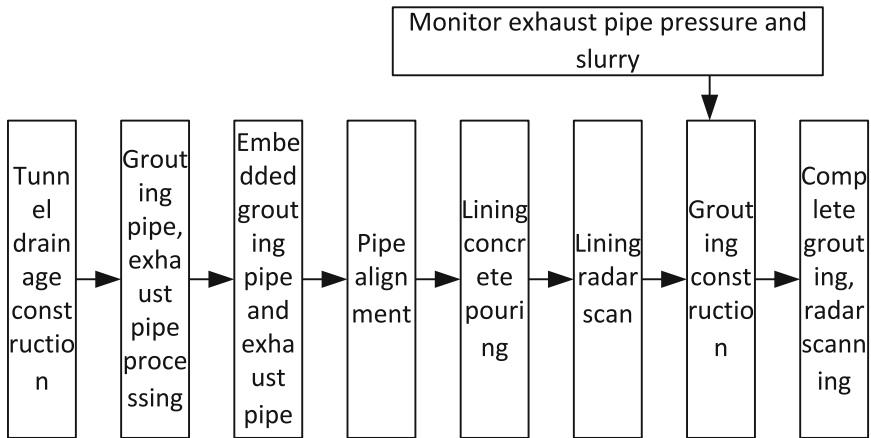 Monitor exhaust pipe pressure and
slurry
Tunn
el
drain
age
const
ructio
n
Grout
ing
pipe,
exha
ust
pipe
proce
ssing
Embe
dded
grout
ing
pipe
and
exha
ust
pipe
Pipe
align
ment
Lining
concr
ete
pouri
ng
Lining
radar
scan
Grou
ting
const
ructio
n
Comp
lete
grout
ing,
radar
scann
ing